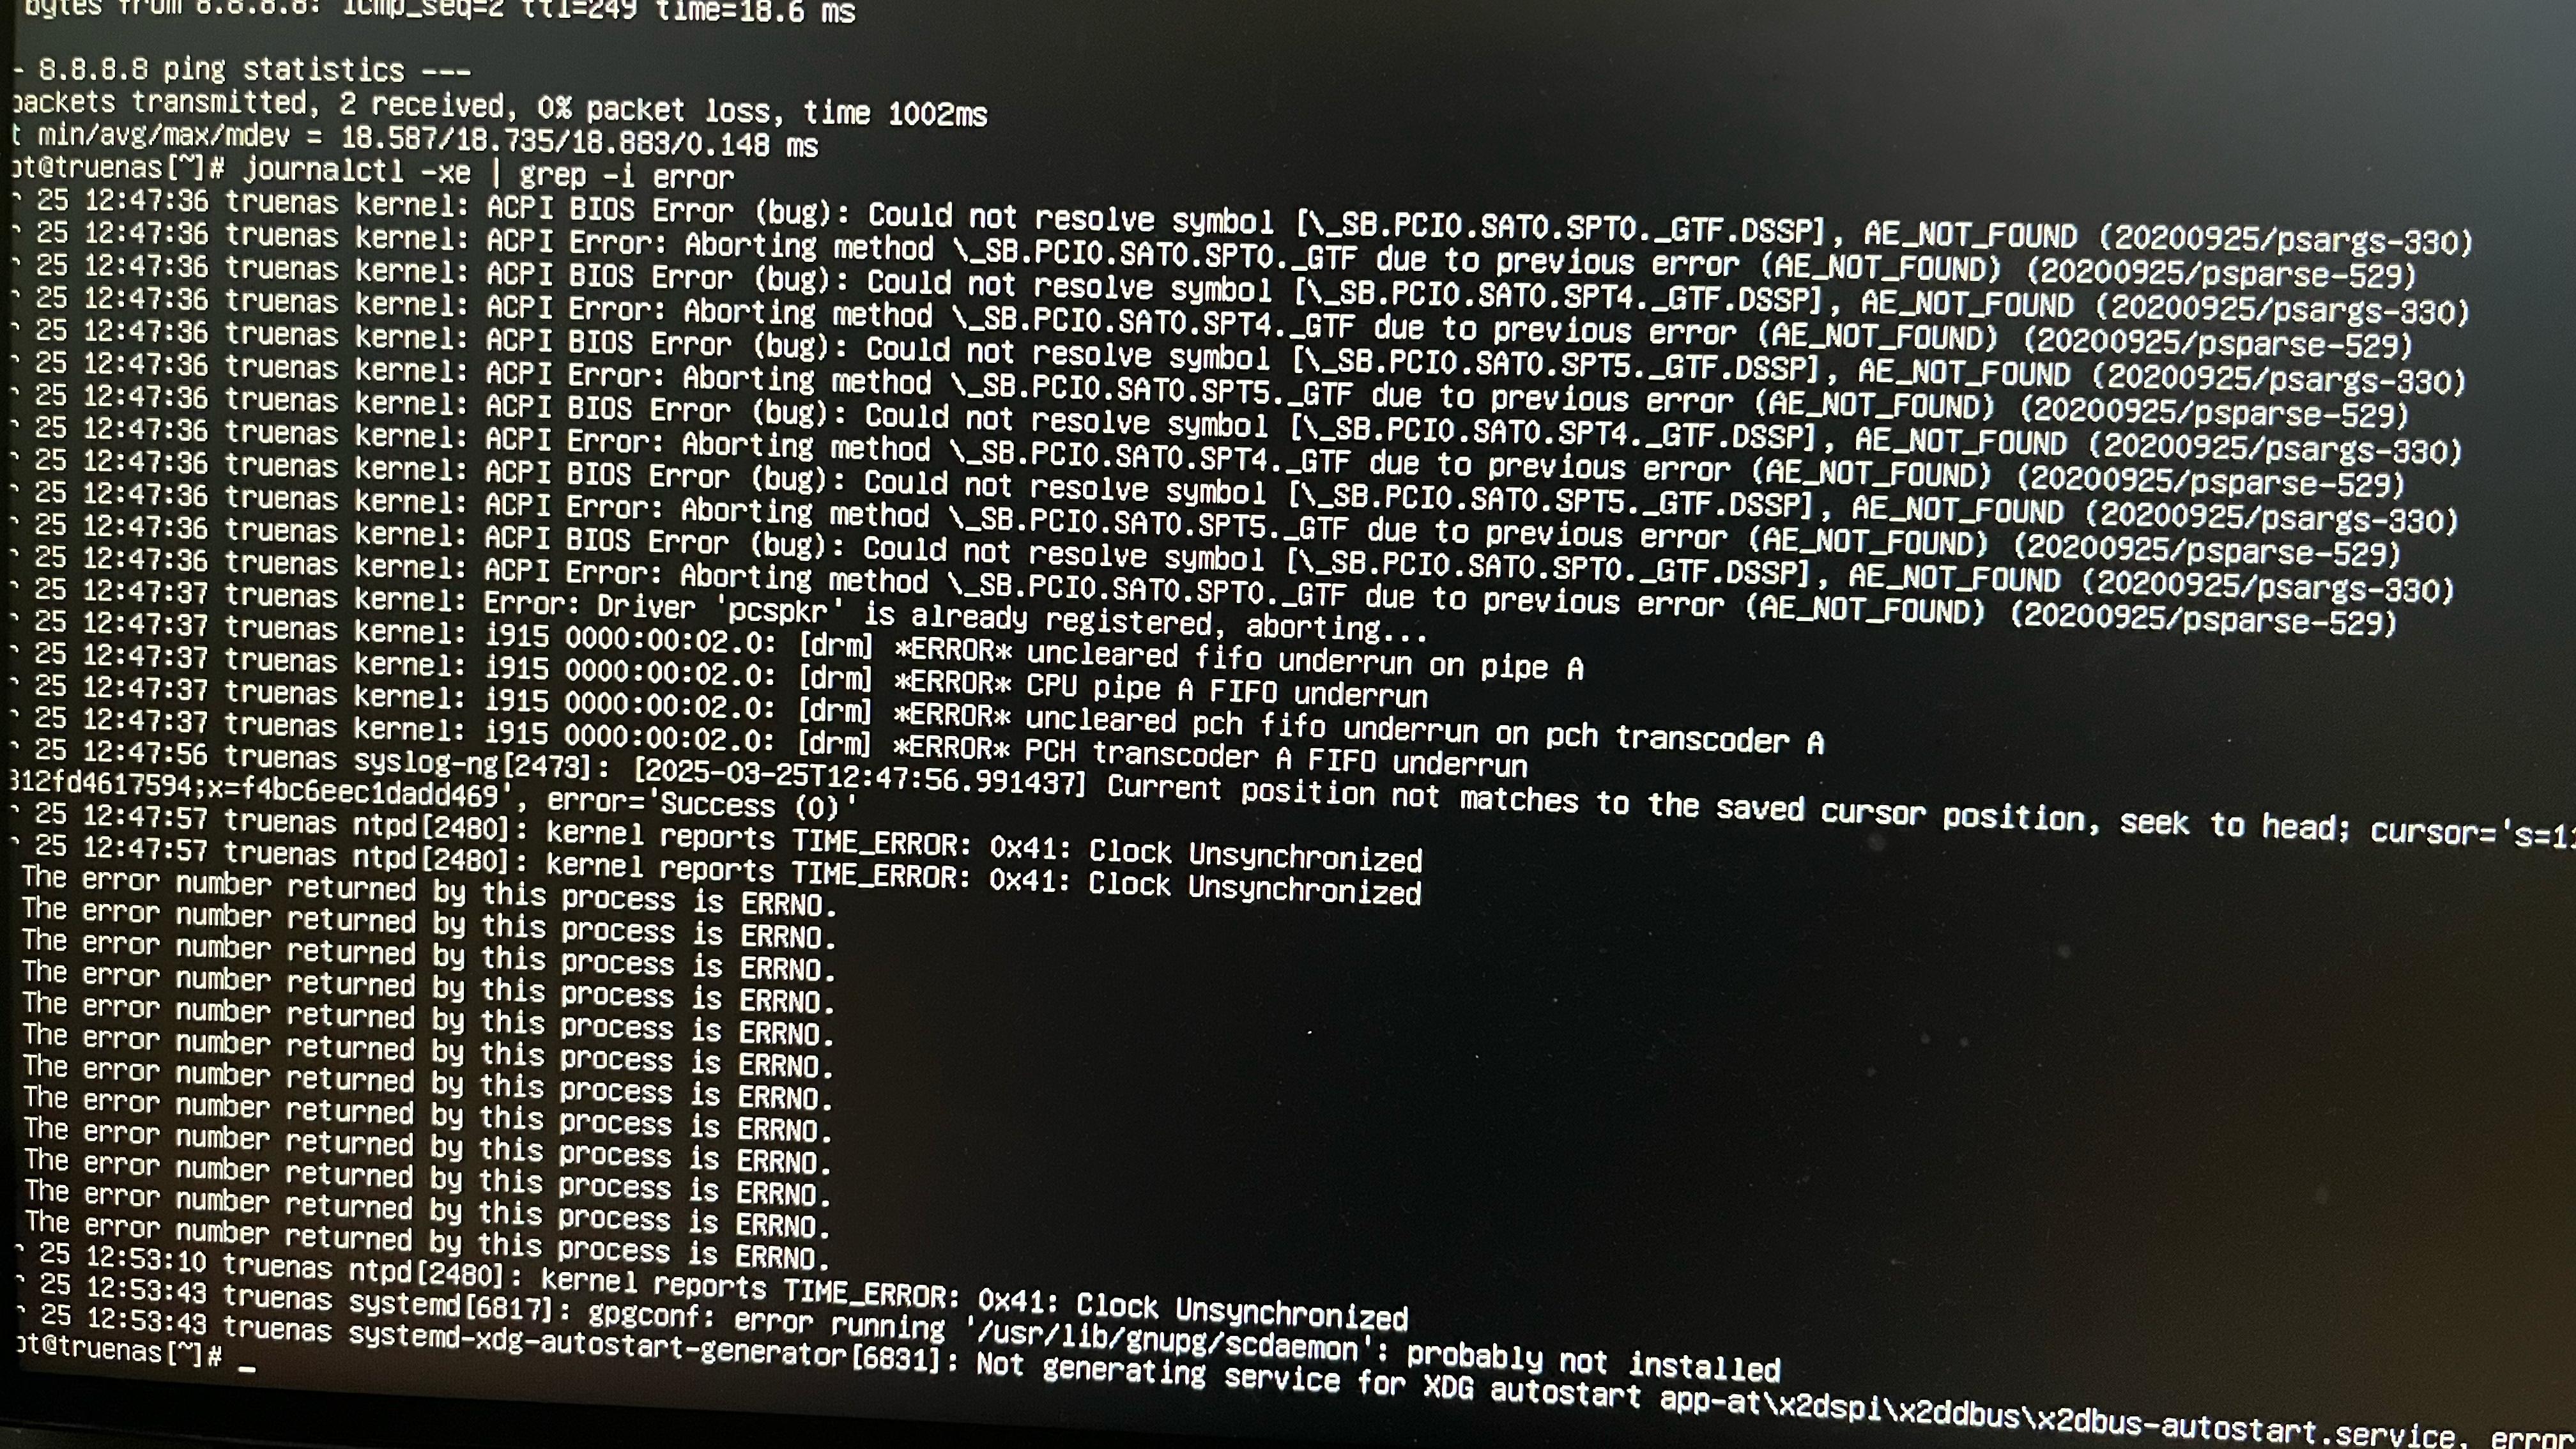 bytes from 8.8.8.8: icmp_seq=2 ttl=249 time=18.6 ms
- 8.8.8.8 ping statistics ---
packets transmitted, 2 received, 0% packet loss, time 1002ms
t min/avg/max/mdev = 18.587/18.735/18.883/0.148 ms
ot@truenas[~]# journalctl -xe | grep -i error
25 12:47:36 truenas kernel: ACPI BIOS Error (bug): Could not resolve symbol [\_SB.PCI0.SAT0.SPT0._GTF.DSSP], AE_NOT_FOUND (20200925/psargs-330)
25 12:47:36 truenas kernel: ACPI Error: Aborting method \_SB.PCI0.SAT0.SPT0._GTF due to previous error (AE_NOT_FOUND) (20200925/psparse-529)
25 12:47:36 truenas kernel: ACPI BIOS Error (bug): Could not resolve symbol [\_SB.PCI0.SAT0.SPT4._GTF.DSSP], AE_NOT_FOUND (20200925/psargs-330)
25 12:47:36 truenas kernel: ACPI Error: Aborting method \_SB.PCI0.SAT0.SPT4._GTF due to previous error (AE_NOT_FOUND) (20200925/psparse-529)
25 12:47:36 truenas kernel: ACPI BIOS Error (bug): Could not resolve symbol [\_SB.PCI0.SAT0.SPT5._GTF.DSSP], AE_NOT_FOUND (20200925/psargs-330)
25 12:47:36 truenas kernel: ACPI Error: Aborting method \_SB.PCI0.SAT0.SPT5._GTF due to previous error (AE_NOT_FOUND) (20200925/psparse-529)
25 12:47:36 truenas kernel: ACPI BIOS Error (bug): Could not resolve symbol [\_SB.PCI0.SAT0.SPT4._GTF.DSSP], AE_NOT_FOUND (20200925/psargs-330)
25 12:47:36 truenas kernel: ACPI Error: Aborting method \_SB.PCI0.SAT0.SPT4._GTF due to previous error (AE_NOT_FOUND) (20200925/psparse-529)
25 12:47:36 truenas kernel: ACPI BIOS Error (bug): Could not resolve symbol [\_SB.PCI0.SAT0.SPT5._GTF.DSSP], AE_NOT_FOUND (20200925/psargs-330)
25 12:47:36 truenas kernel: ACPI Error: Aborting method \_SB.PCI0.SAT0.SPT5._GTF due to previous error (AE_NOT_FOUND) (20200925/psparse-529)
25 12:47:36 truenas kernel: ACPI BIOS Error (bug): Could not resolve symbol [\_SB.PCI0.SAT0.SPT0._GTF.DSSP], AE_NOT_FOUND (20200925/psargs-330)
25 12:47:36 truenas kernel: ACPI Error: Aborting method \_SB.PCI0.SAT0.SPT0._GTF due to previous error (AE_NOT_FOUND) (20200925/psparse-529)
25 12:47:37 truenas kernel: Error: Driver 'pcspkr' is already registered, aborting...
25 12:47:37 truenas kernel: i915 0000:00:02.0: [drm] *ERROR* uncleared fifo underrun on pipe A
25 12:47:37 truenas kernel: i915 0000:00:02.0: [drm] *ERROR* CPU pipe A FIFO underrun
25 12:47:37 truenas kernel: i915 0000:00:02.0: [drm] *ERROR* uncleared pch fifo underrun on pch transcoder A
25 12:47:37 truenas kernel: i915 0000:00:02.0: [drm] *ERROR* PCH transcoder A FIFO underrun
25 12:47:56 truenas syslog-ng[2473]: [2025-03-25T12:47:56.991437] Current position not matches to the saved cursor position, seek to head; cursor='s=1
312fd4617594;x=f4bc6eec1dadd469', error='Success (0)'
25 12:47:57 truenas ntpd[2480]: kernel reports TIME_ERROR: 0x41: Clock Unsynchronized
25 12:47:57 truenas ntpd[2480]: kernel reports TIME_ERROR: 0x41: Clock Unsynchronized
The error number returned by this process is ERRNO.
The error number returned by this process is ERRNO.
The error number returned by this process is ERRNO.
The error number returned by this process is ERRNO.
The error number returned by this process is ERRNO.
The error number returned by this process is ERRNO.
The error number returned by this process is ERRNO.
The error number returned by this process is ERRNO.
The error number returned by this process is ERRNO.
The error number returned by this process is ERRNO.
The error number returned by this process is ERRNO.
The error number returned by this process is ERRNO.
25 12:53:10 truenas ntpd[2480]: kernel reports TIME_ERROR: 0x41: Clock Unsynchronized
25 12:53:43 truenas systemd[6817]: gpgconf: error running '/usr/lib/gnupg/scdaemon': probably not installed
25 12:53:43 truenas systemd-xdg-autostart-generator[6831]: Not generating service for XDG autostart app-at\x2dspi\x2ddbus\x2dbus-autostart.service, error
ot@truenas[~]# _